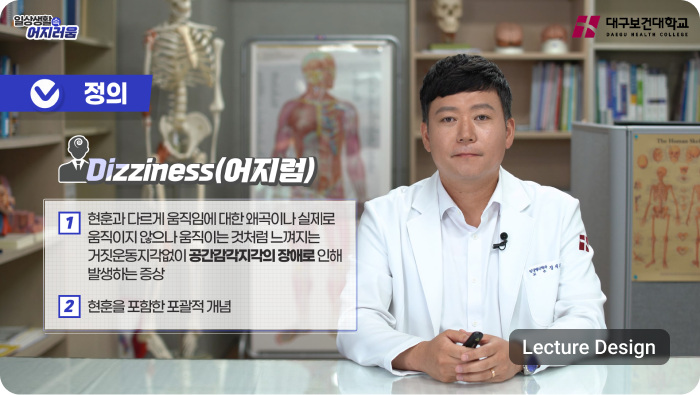 일상생활 속
어지러움
대구보건대학교
DAEGU HEALTH COLLEGE
정의
Dizziness(어지럼)
1 현훈과 다르게 움직임에 대한 왜곡이나 실제로
움직이지 않으나 움직이는 것처럼 느껴지는
거짓운동지각없이 공간감각지각의 장애로 인해
발생하는 증상
2 현훈을 포함한 포괄적 개념
Lecture Design